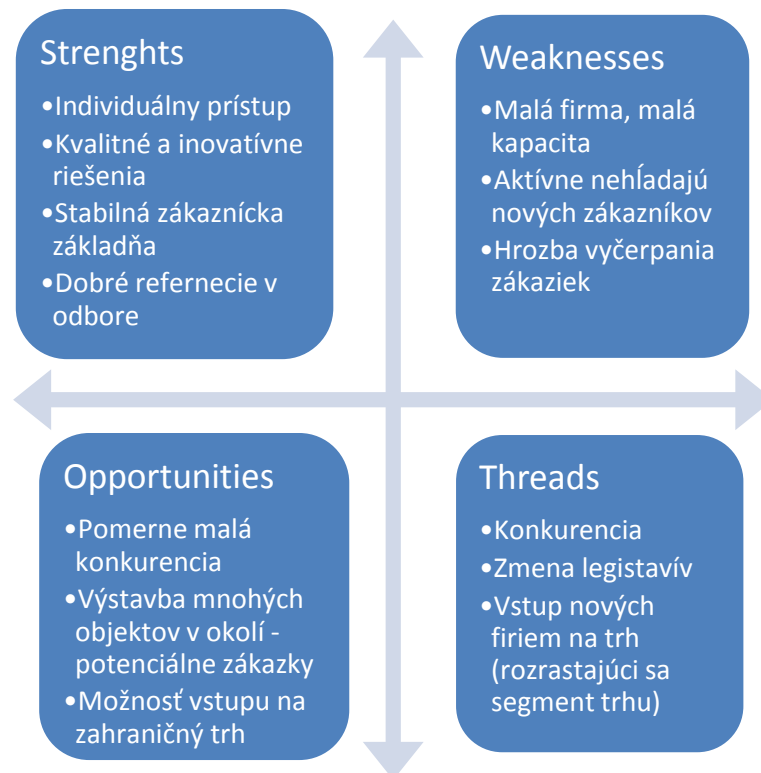 Strenghts
•Individuálny prístup
•Kvalitné a inovatívne
riešenia
•Stabilná zákaznícka
základňa
•Dobré refernecie v
odbore
Weaknesses
•Malá firma, malá
kapacita
•Aktívne nehĺadajú
nových zákazníkov
•Hrozba vyčerpania
zákaziek
Opportunities
•Pomerne malá
konkurencia
•Výstavba mnohých
objektov v okolí -
potenciálne zákazky
•Možnosť vstupu na
zahraničný trh
Threads
•Konkurencia
•Zmena legistavív
•Vstup nových
firiem na trh
(rozrastajúci sa
segment trhu)